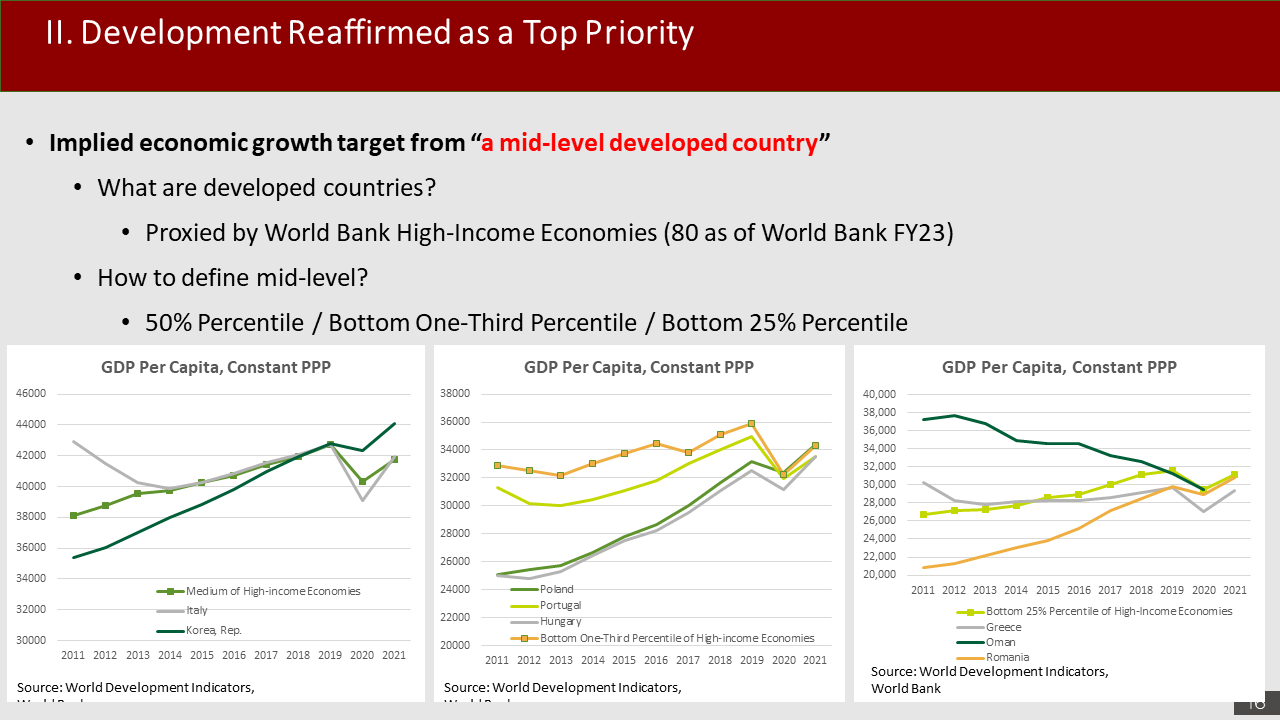 II. Development Reaffirmed as a Top Priority
• Implied economic growth target from “a mid-level developed country”
• What are developed countries?
• Proxied by World Bank High-Income Economies (80 as of World Bank FY23)
• How to define mid-level?
• 50% Percentile / Bottom One-Third Percentile / Bottom 25% Percentile
GDP Per Capita, Constant PPP
46000
44000
42000
40000
38000
36000
34000
32000
30000
2011 2012 2013 2014 2015 2016 2017 2018 2019 2020 2021
Medium of High-income Economies
Italy
Korea, Rep.
Source: World Development Indicators,
World Bank
GDP Per Capita, Constant PPP
38000
36000
34000
32000
30000
28000
26000
24000
22000
20000
2011 2012 2013 2014 2015 2016 2017 2018 2019 2020 2021
Poland
Portugal
Hungary
Bottom One-Third Percentile of High-income Economies
Source: World Development Indicators,
World Bank
GDP Per Capita, Constant PPP
40,000
38,000
36,000
34,000
32,000
30,000
28,000
26,000
24,000
22,000
20,000
2011 2012 2013 2014 2015 2016 2017 2018 2019 2020 2021
Bottom 25% Percentile of High-Income Economies
Greece
Oman
Romania
Source: World Development Indicators,
World Bank